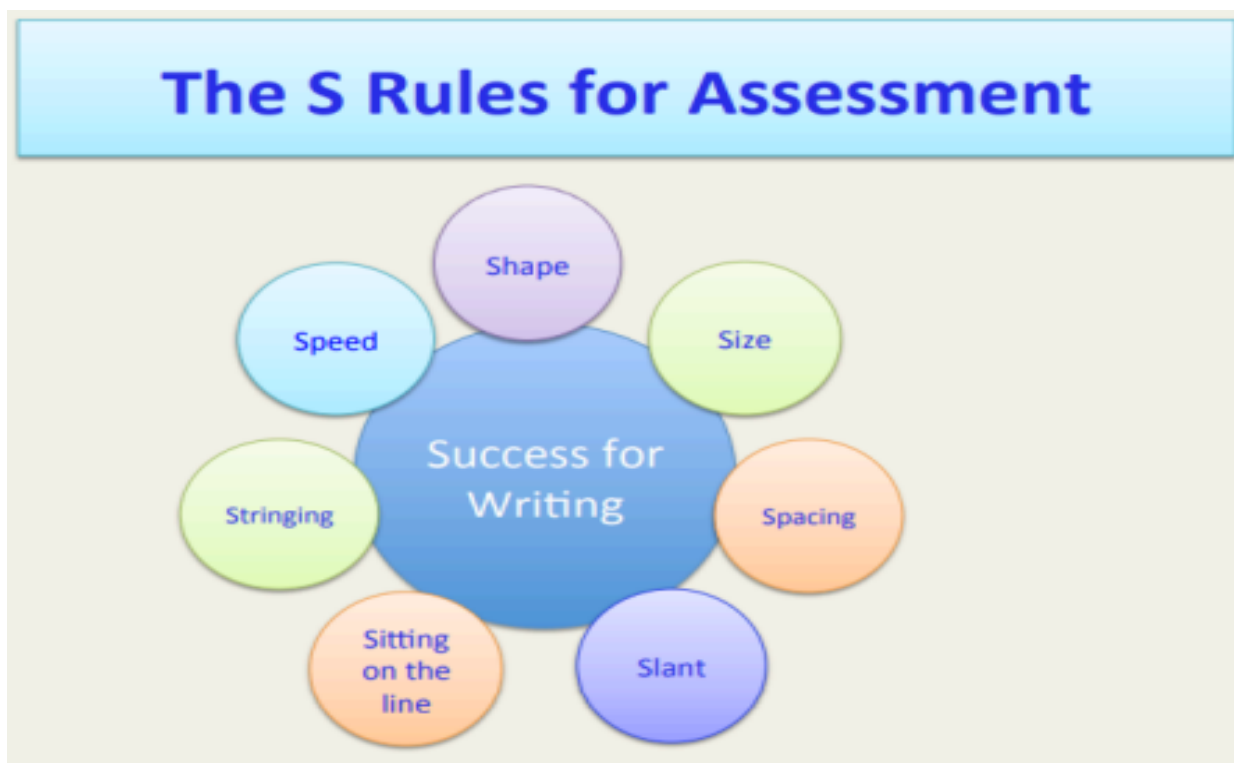 The S Rules for Assessment
Shape
Size
Spacing
Slant
Sitting
on the
line
Stringing
Speed
Success for
Writing